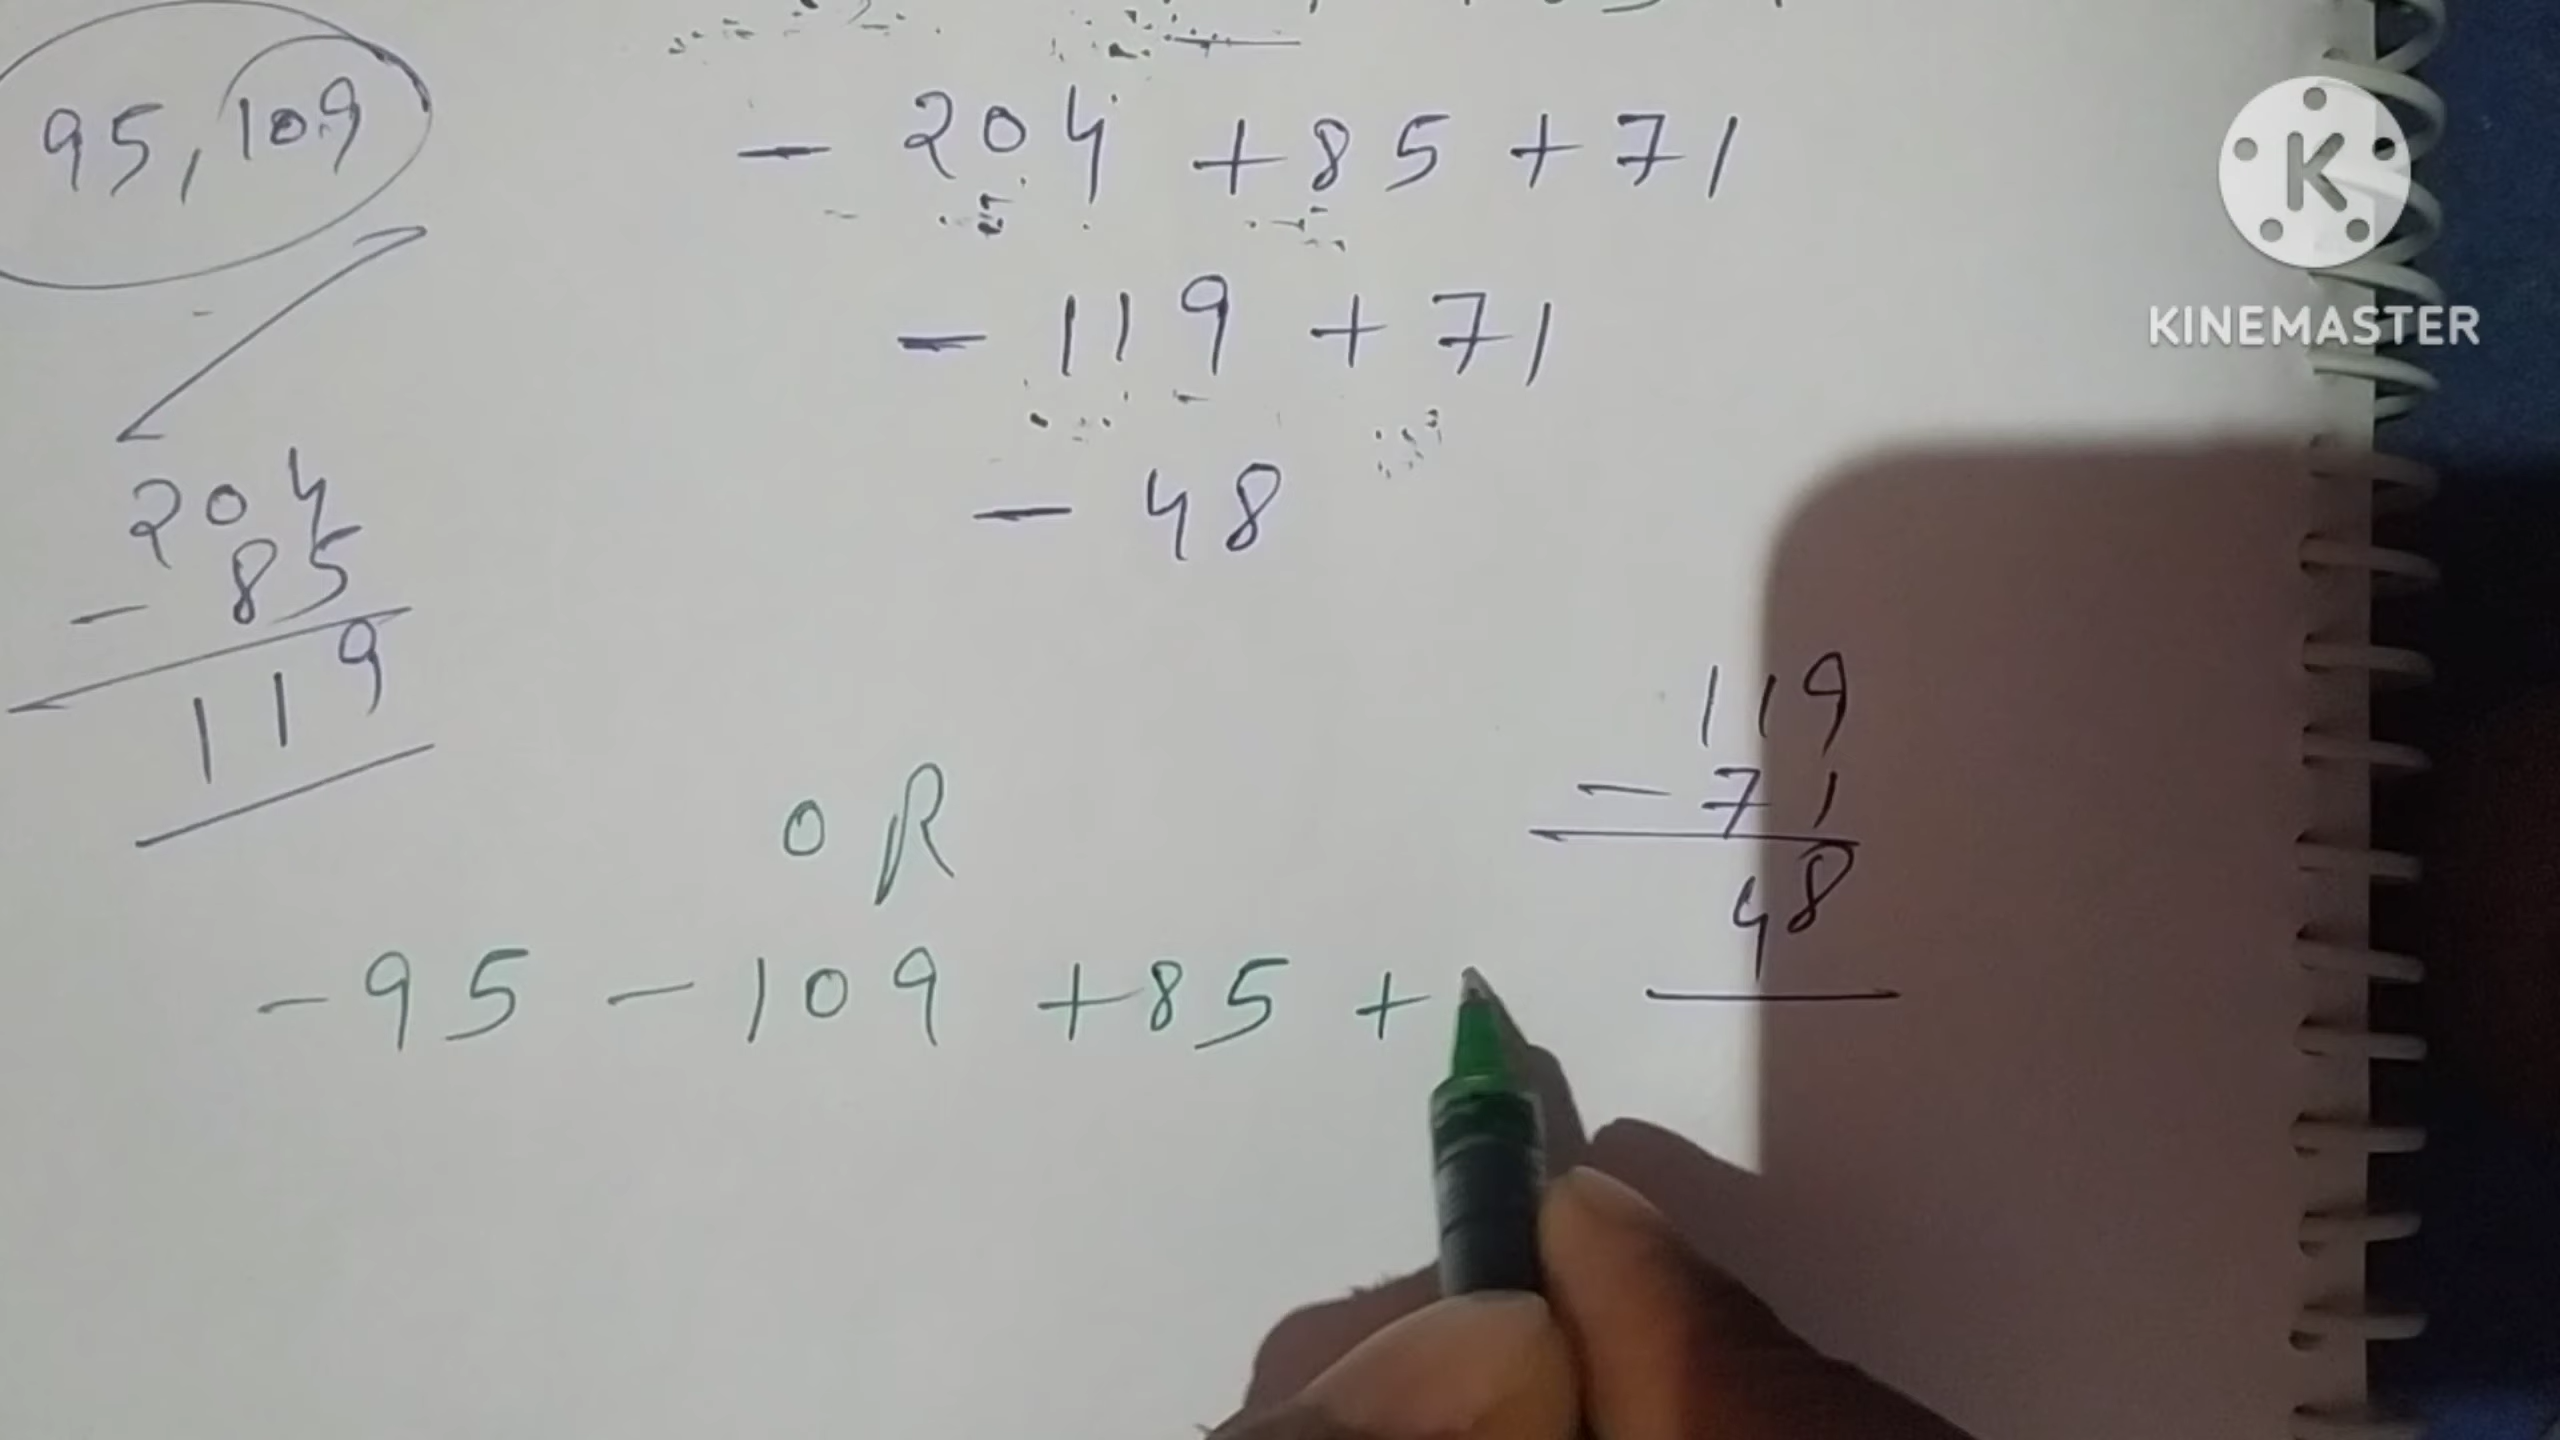 95, 109
- 204 + 85 + 71
KINEMASTER
- 119 + 71
- 48
204
- 85
119
119
- 71
48
OR
- 95 - 109 + 85 +